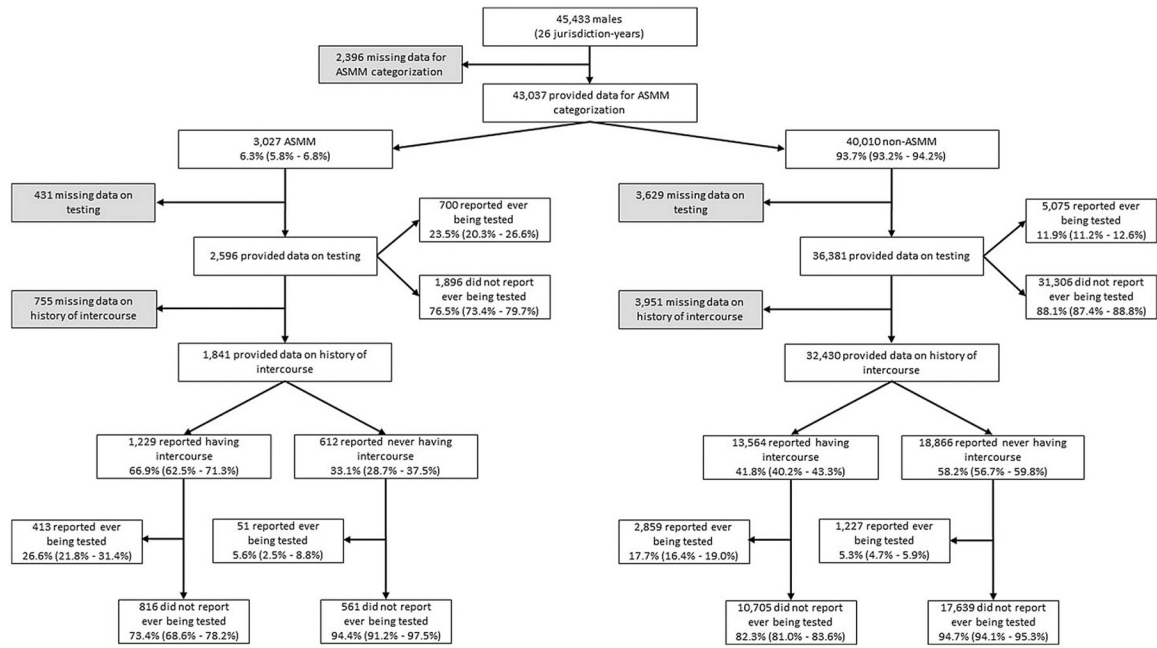 45,433 males
(26 jurisdiction-years)
2,396 missing data for
ASMM categorization
43,037 provided data for ASMM
categorization
3,027 ASMM
6.3% (5.8% - 6.8%)
40,010 non-ASMM
93.7% (93.2% - 94.2%)
431 missing data on
testing
700 reported ever
being tested
23.5% (20.3% - 26.6%)
3,629 missing data on
testing
5,075 reported ever
being tested
11.9% (11.2% - 12.6%)
2,596 provided data on testing
36,381 provided data on testing
1,896 did not report
ever being tested
76.5% (73.4% - 79.7%)
31,306 did not report
ever being tested
88.1% (87.4% - 88.8%)
755 missing data on
history of intercourse
3,951 missing data on
history of intercourse
1,841 provided data on history of
intercourse
32,430 provided data on history of
intercourse
1,229 reported having
intercourse
66.9% (62.5% - 71.3%)
612 reported never having
intercourse
33.1% (28.7% - 37.5%)
13,564 reported having
intercourse
41.8% (40.2% - 43.3%)
18,866 reported never having
intercourse
58.2% (56.7% - 59.8%)
413 reported ever
being tested
26.6% (21.8% - 31.4%)
51 reported ever
being tested
5.6% (2.5% - 8.8%)
2,859 reported ever
being tested
17.7% (16.4% - 19.0%)
1,227 reported ever
being tested
5.3% (4.7% - 5.9%)
816 did not report
ever being tested
73.4% (68.6% - 78.2%)
561 did not report
ever being tested
94.4% (91.2% - 97.5%)
10,705 did not report
ever being tested
82.3% (81.0% - 83.6%)
17,639 did not report
ever being tested
94.7% (94.1% - 95.3%)